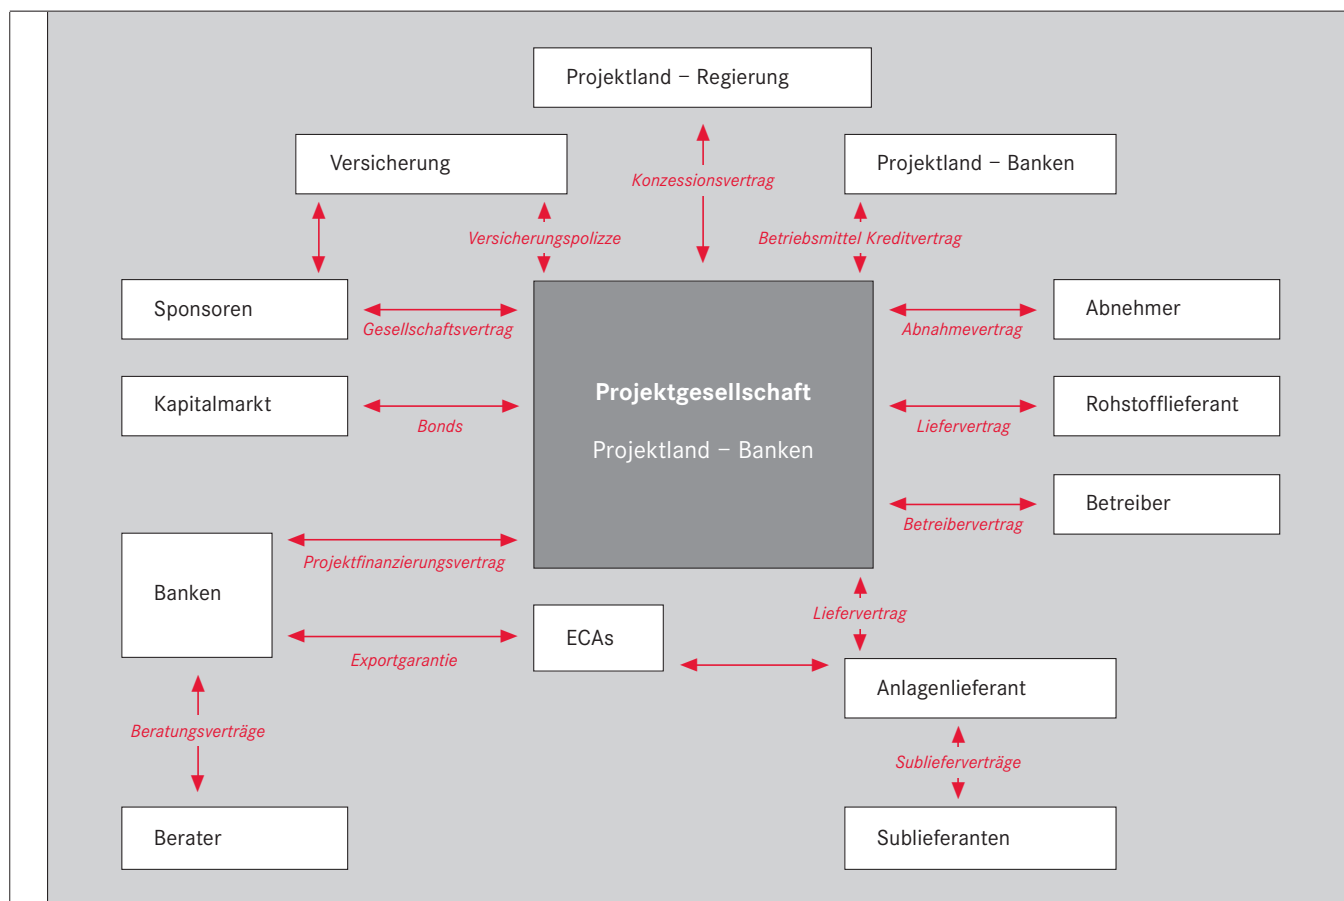 Projektland – Regierung
Versicherung
Projektland – Banken
Konzessionsvertrag
Versicherungspolizze
Betriebsmittel Kreditvertrag
Sponsoren
Gesellschaftsvertrag
Abnahmevertrag
Abnehmer
Kapitalmarkt
Bonds
Projektgesellschaft
Projektland – Banken
Liefervertrag
Rohstofflieferant
Betreibervertrag
Betreiber
Banken
Projektfinanzierungsvertrag
Exportgarantie
ECAs
Liefervertrag
Anlagenlieferant
Beratungsverträge
Sublieferverträge
Berater
Sublieferanten